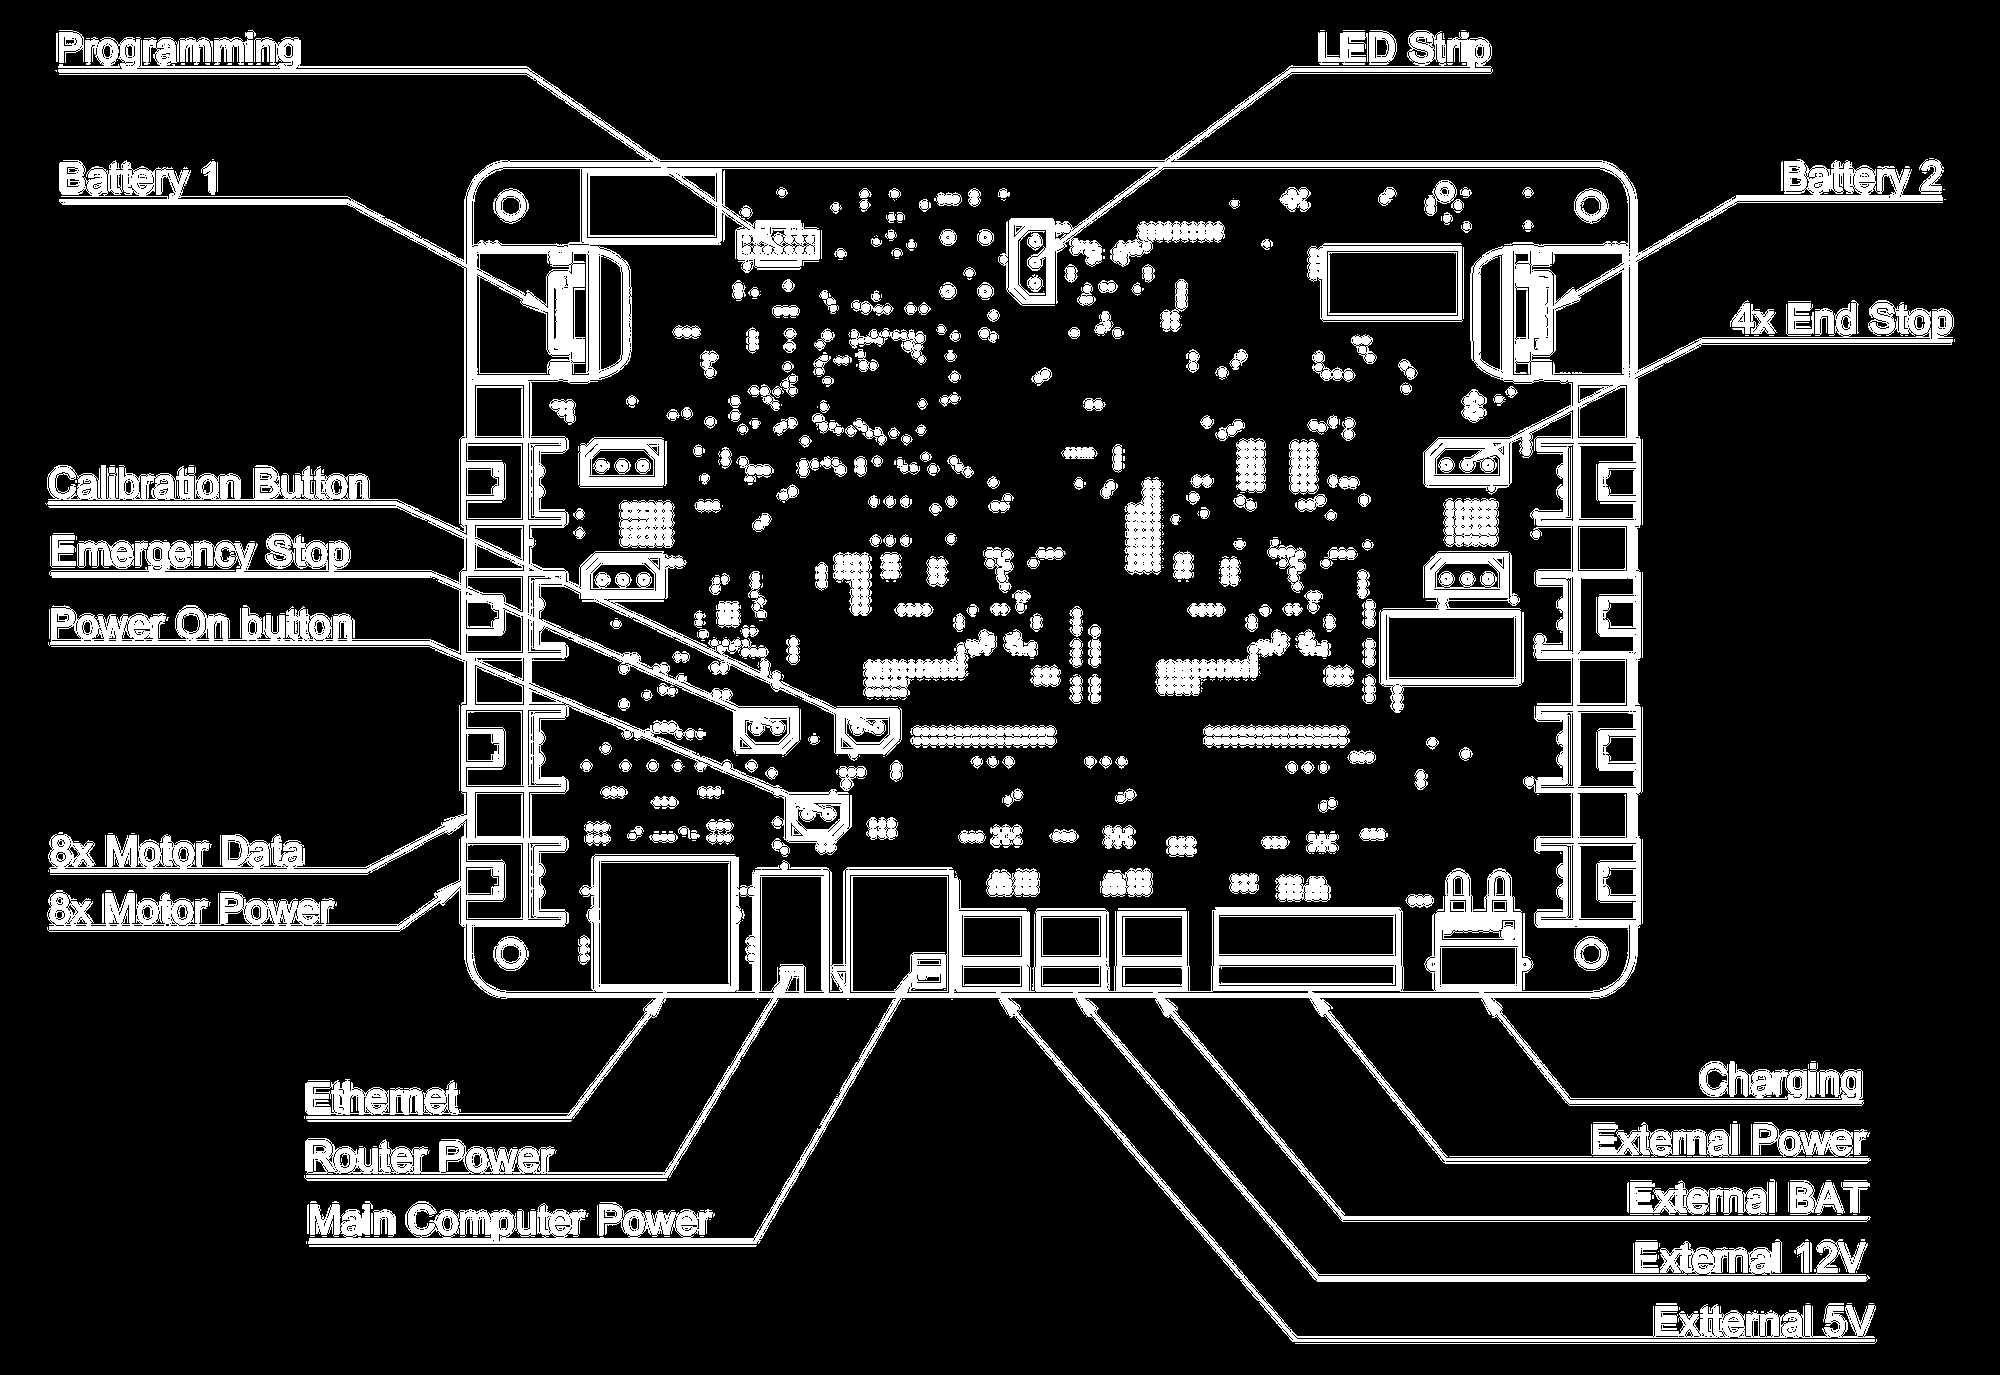 Programming
LED Strip
Battery 1
Battery 2
4x End Stop
Calibration Button
Emergency Stop
Power On button
8x Motor Data
8x Motor Power
Ethernet
Router Power
Main Computer Power
Charging
External Power
External BAT
External 12V
Extternal 5V